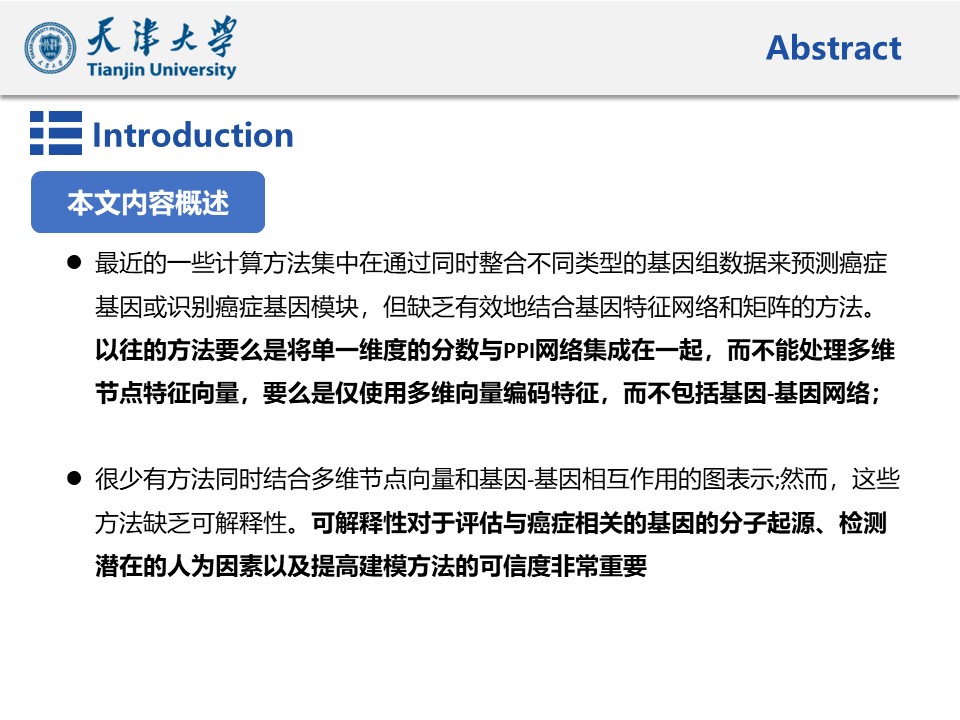 天津大学
Tianjin University
Abstract
Introduction
本文内容概述
● 最近的一些计算方法集中在通过同时整合不同类型的基因组数据来预测癌症
基因或识别癌症基因模块，但缺乏有效地结合基因特征网络和矩阵的方法。
以往的方法要么是将单一维度的分数与PPI网络集成在一起，而不能处理多维
节点特征向量，要么是仅使用多维向量编码特征，而不包括基因-基因网络；
● 很少有方法同时结合多维节点向量和基因-基因相互作用的图表示;然而，这些
方法缺乏可解释性。可解释性对于评估与癌症相关的基因的分子起源、检测
潜在的人为因素以及提高建模方法的可信度非常重要